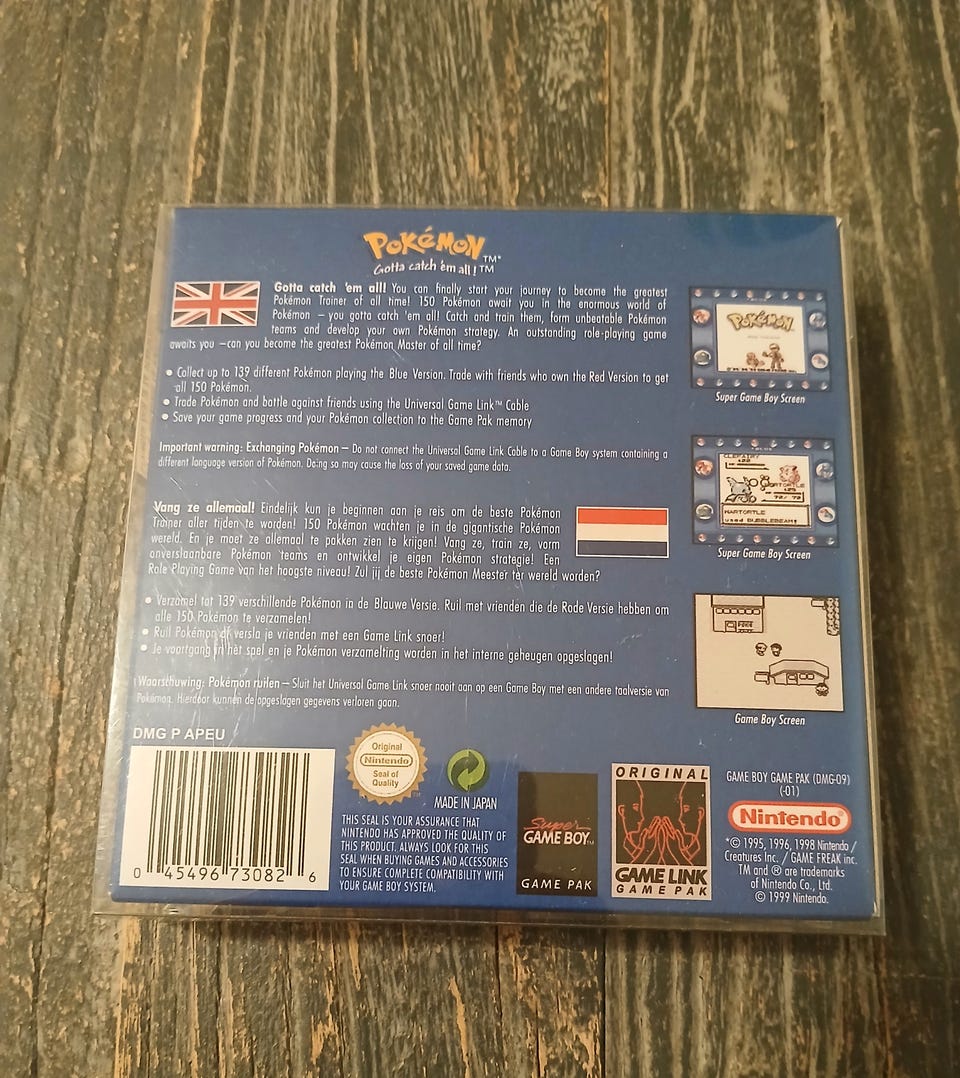 POKéMON™*
Gotta catch 'em all!™
Gotta catch 'em all! You can finally start your journey to become the greatest
Pokémon Trainer of all time! 150 Pokémon await you in the enormous world of
Pokémon – you gotta catch 'em all! Catch and train them, form unbeatable Pokémon
teams and develop your own Pokémon strategy. An outstanding role-playing game
awaits you –can you become the greatest Pokémon Master of all time?
• Collect up to 139 different Pokémon playing the Blue Version. Trade with friends who own the Red Version to get
all 150 Pokémon.
• Trade Pokémon and battle against friends using the Universal Game Link™ Cable
• Save your game progress and your Pokémon collection to the Game Pak memory
Important warning: Exchanging Pokémon – Do not connect the Universal Game Link Cable to a Game Boy system containing a
different language version of Pokémon. Doing so may cause the loss of your saved game data.
Vang ze allemaal! Eindelijk kun je beginnen aan je reis om de beste Pokémon
Trainer aller tijden te worden! 150 Pokémon wachten je in de gigantische Pokémon
wereld. En je moet ze allemaal te pakken zien te krijgen! Vang ze, train ze, vorm
onverslaanbare Pokémon teams en ontwikkel je eigen Pokémon strategie! Een
Role Playing Game van het hoogste niveau! Zul jij de beste Pokémon Meester ter wereld worden?
• Verzamel tot 139 verschillende Pokémon in de Blauwe Versie. Ruil met vrienden die de Rode Versie hebben om
alle 150 Pokémon te verzamelen!
• Ruil Pokémon of versla je vrienden met een Game Link snoer!
• Je voortgang in het spel en je Pokémon verzamelting worden in het interne geheugen opgeslagen!
Waarschuwing: Pokémon ruilen – Sluit het Universal Game Link snoer nooit aan op een Game Boy met een andere taalversie van
Pokémon. Hierdoor kunnen de opgeslagen gegevens verloren gaan.
POKéMON
Super Game Boy Screen
CLEFAIRY
WARTORTLE
72/ 72
WARTORTLE
used BUBBLEBEAM!
Super Game Boy Screen
POKé
Game Boy Screen
DMG P APEU
0 45496 73082 6
Original
Nintendo
Seal of
Quality
MADE IN JAPAN
THIS SEAL IS YOUR ASSURANCE THAT
NINTENDO HAS APPROVED THE QUALITY OF
THIS PRODUCT. ALWAYS LOOK FOR THIS
SEAL WHEN BUYING GAMES AND ACCESSORIES
TO ENSURE COMPLETE COMPATIBILITY WITH
YOUR GAME BOY SYSTEM.
Super
GAME BOY™
GAME PAK
ORIGINAL
GAME LINK
GAME PAK
GAME BOY GAME PAK (DMG-09)
(-01)
Nintendo®
*© 1995, 1996, 1998 Nintendo /
Creatures Inc. / GAME FREAK inc.
TM and ® are trademarks
of Nintendo Co., Ltd.
© 1999 Nintendo.